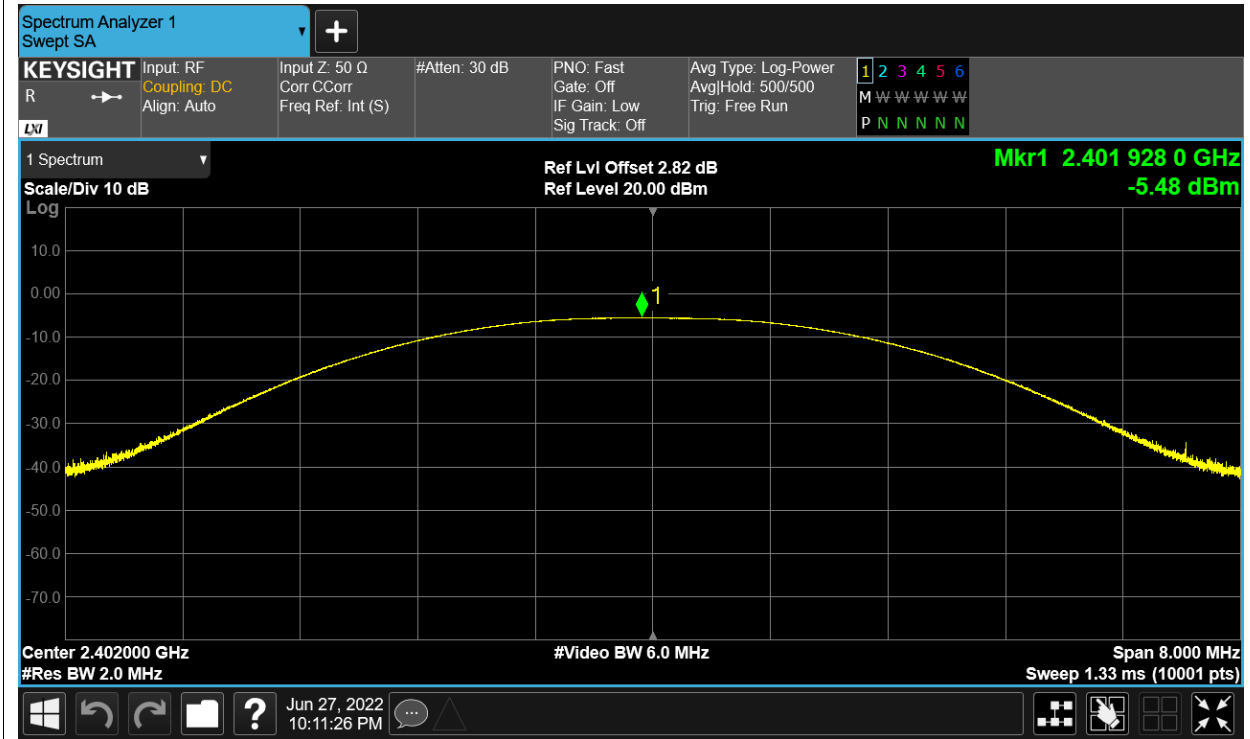 Spectrum Analyzer 1
Swept SA
KEYSIGHT
R
LXI
Input: RF
Coupling: DC
Align: Auto
Input Z: 50 Ω
Corr CCorr
Freq Ref: Int (S)
#Atten: 30 dB
PNO: Fast
Gate: Off
IF Gain: Low
Sig Track: Off
Avg Type: Log-Power
Avg|Hold: 500/500
Trig: Free Run
1 2 3 4 5 6
M W W W W W
P N N N N N
1 Spectrum
Scale/Div 10 dB
Log
Ref Lvl Offset 2.82 dB
Ref Level 20.00 dBm
Mkr1 2.401 928 0 GHz
-5.48 dBm
10.0
0.00
-10.0
-20.0
-30.0
-40.0
-50.0
-60.0
-70.0
1
Center 2.402000 GHz
#Res BW 2.0 MHz
#Video BW 6.0 MHz
Span 8.000 MHz
Sweep 1.33 ms (10001 pts)
?
Jun 27, 2022
10:11:26 PM